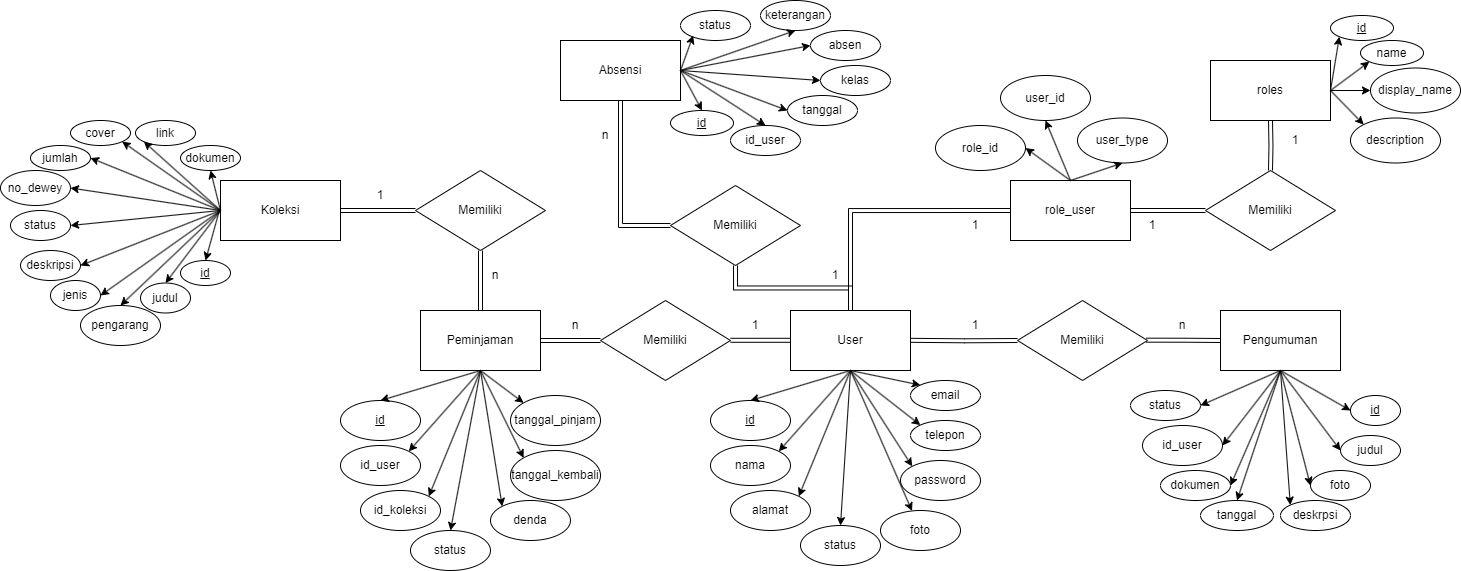 status
keterangan
absen
kelas
tanggal
id_user
id
Absensi
n
id
name
display_name
description
roles
1
user_id
role_id
user_type
role_user
1
1
Memiliki
cover
link
jumlah
dokumen
no_dewey
status
deskripsi
jenis
pengarang
judul
id
Koleksi
1
Memiliki
n
Memiliki
1
Peminjaman
n
Memiliki
1
User
1
Memiliki
n
Pengumuman
id
id_user
id_koleksi
status
denda
tanggal_kembali
tanggal_pinjam
id
nama
alamat
status
foto
password
telepon
email
status
id_user
dokumen
tanggal
deskrpsi
foto
judul
id